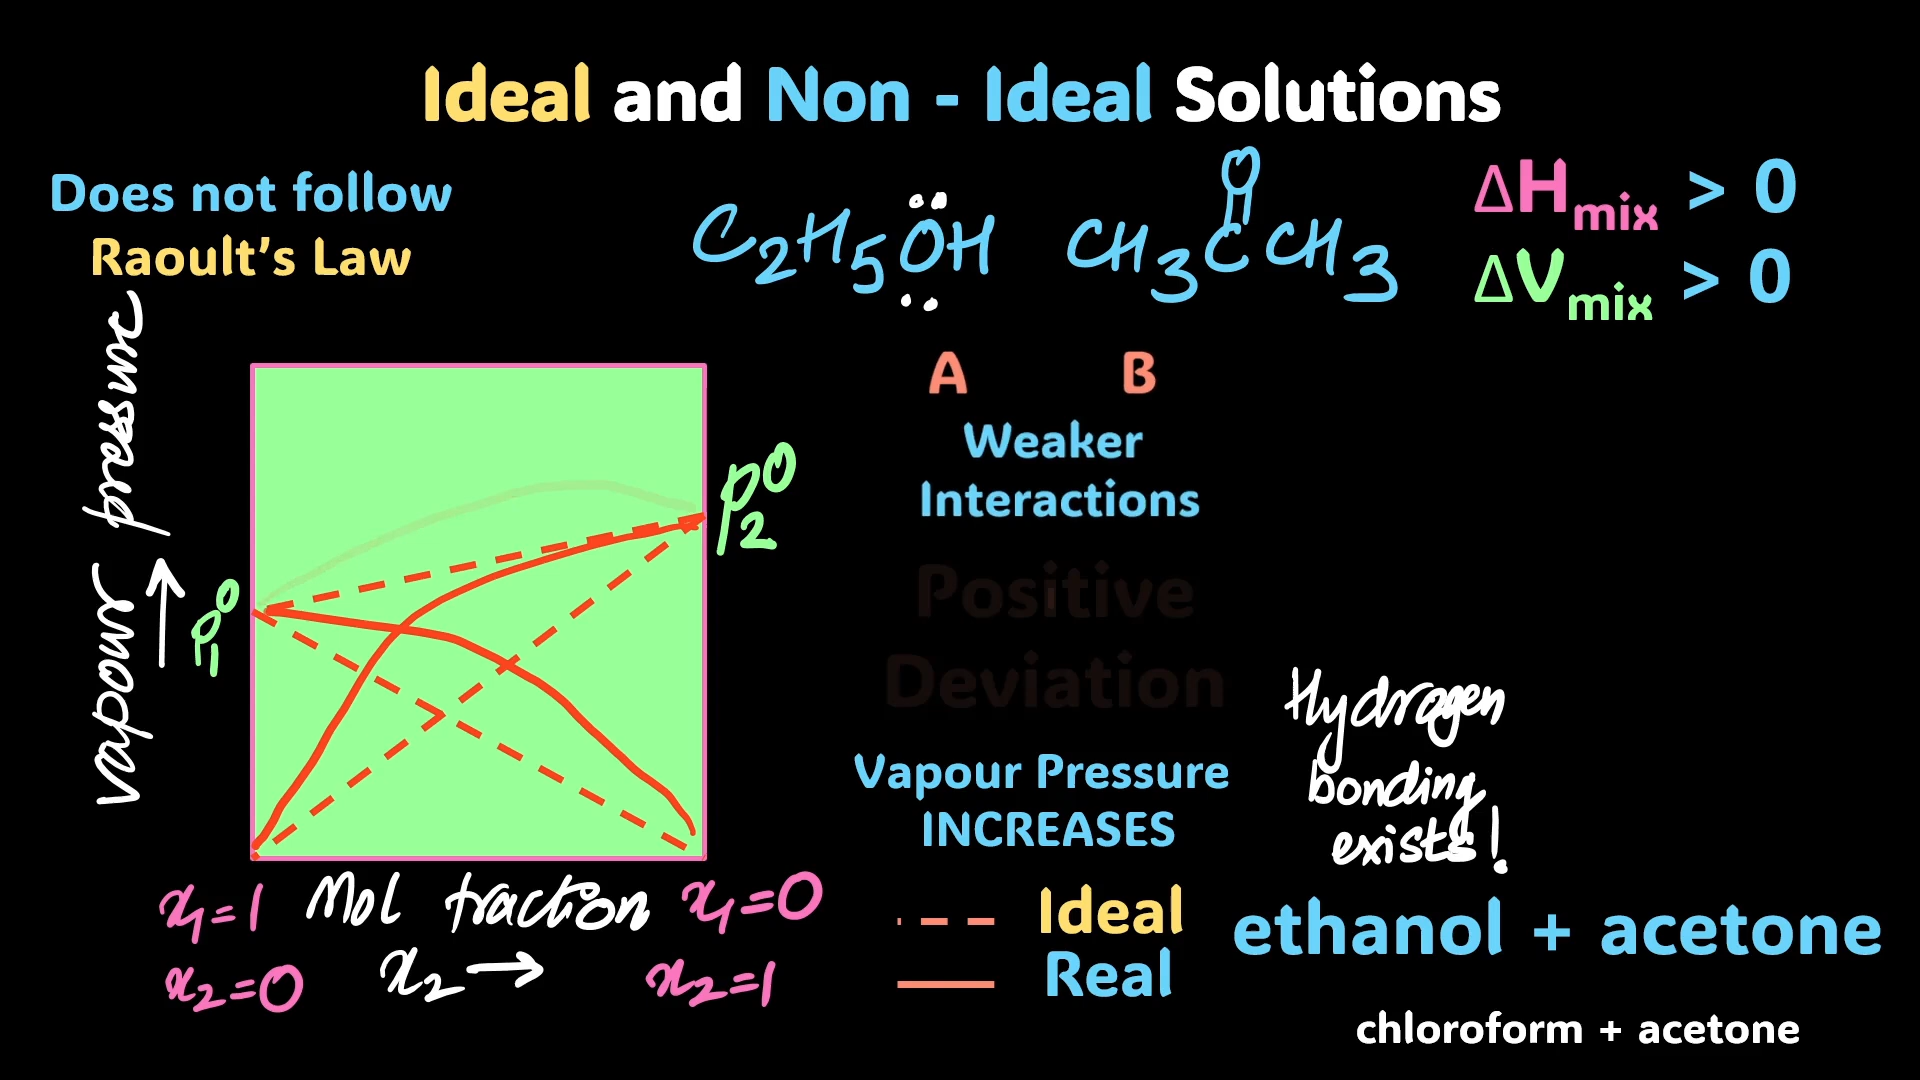 Ideal and Non - Ideal Solutions
Does not follow
Raoult's Law
C₂H₅OH
CH₃CCH₃
O
ΔHmix > 0
ΔVmix > 0
A B
Weaker
Interactions
Positive
Deviation
Vapour Pressure
INCREASES
Ideal
Real
vapour pressure
p⁰₁
p⁰₂
x₁=1 Mol fraction x₁=0
x₂=0 x₂→ x₂=1
Hydrogen
bonding
exists!
ethanol + acetone
chloroform + acetone